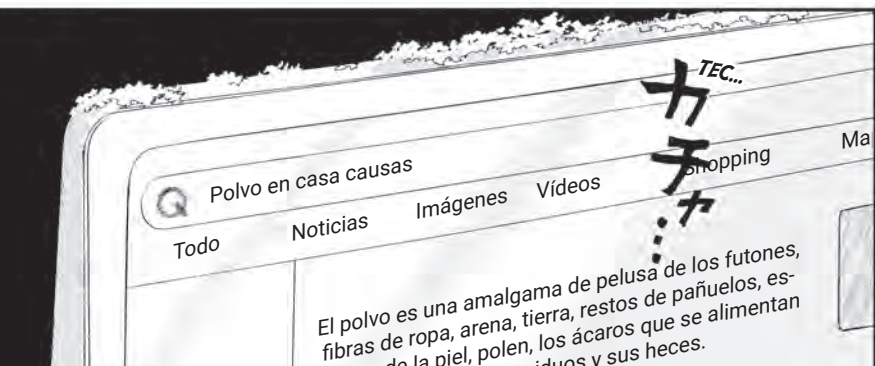 TEC...
カチャ…
Polvo en casa causas
Todo Noticias Imágenes Vídeos Shopping Ma
El polvo es una amalgama de pelusa de los futones,
fibras de ropa, arena, tierra, restos de pañuelos, es-
de la piel, polen, los ácaros que se alimentan
y sus heces.